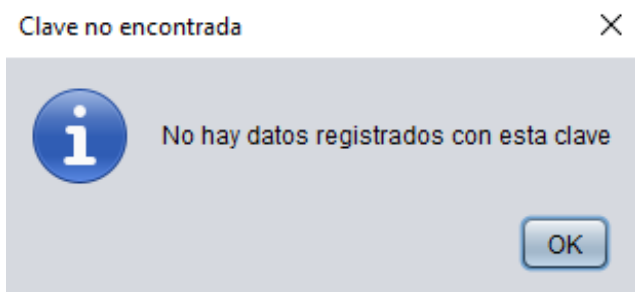 Clave no encontrada
No hay datos registrados con esta clave
OK